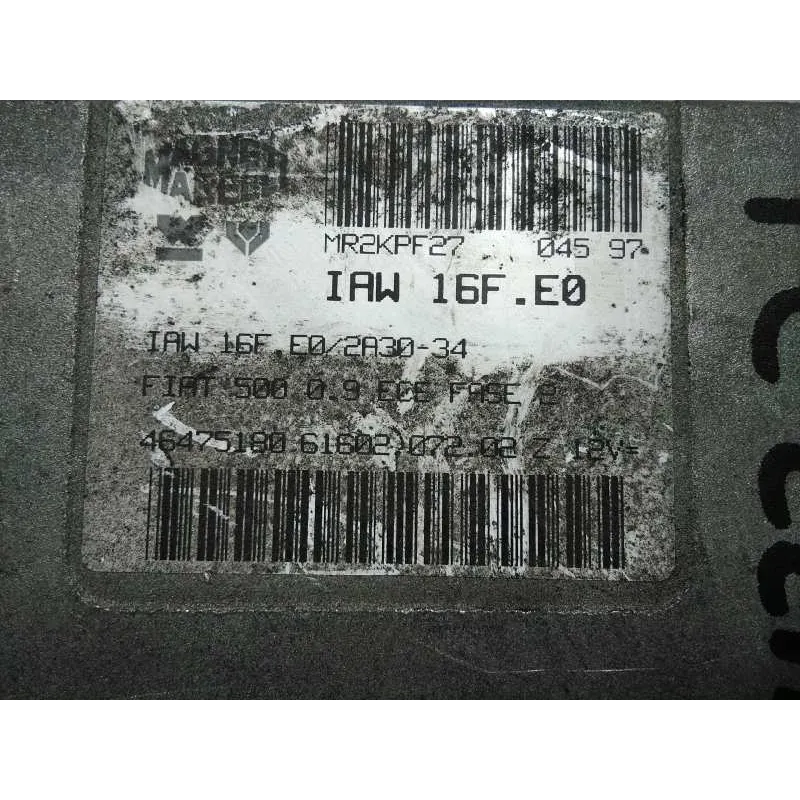 MAGNETI
MARELLI
MR2KPF27 045 97
IAW 16F.E0
IAW 16F.E0/2A30-34
FIAT 500 0.9 ECE FASE 2
46475180 61602.072.02 Z 12V=